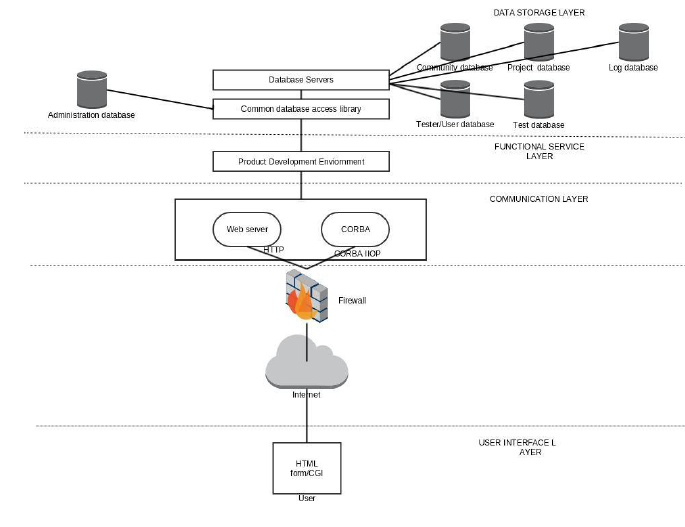 DATA STORAGE LAYER
Community database
Project  database
Log database
Database Servers
Administration database
Common database access library
Tester/User database
Test database
FUNCTIONAL SERVICE
LAYER
Product Development Enviornment
COMMUNICATION LAYER
Web server
CORBA
HTTP
CORBA IIOP
Firewall
Internet
USER INTERFACE L
AYER
HTML
form/CGI
User